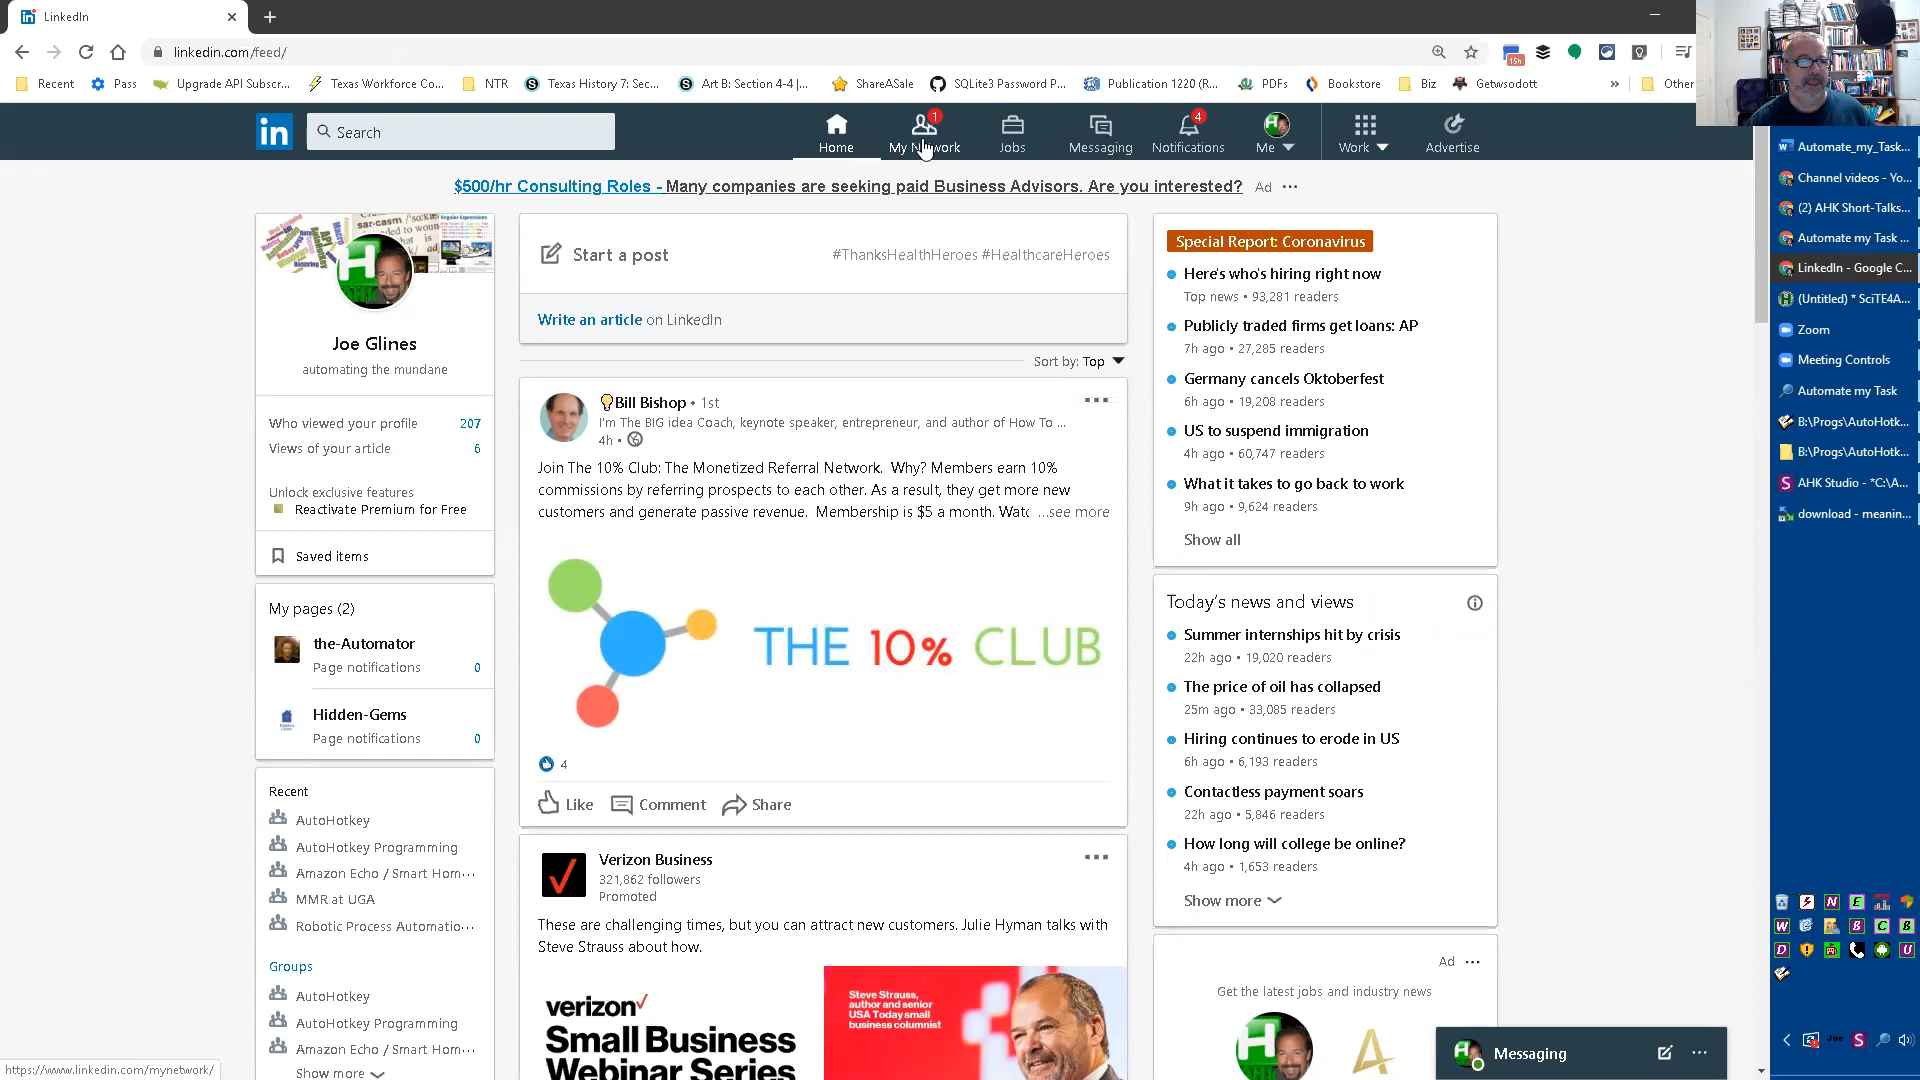 LinkedIn
linkedin.com/feed/
15h
Recent
Pass
Upgrade API Subscr...
Texas Workforce Co...
NTR
Texas History 7: Sec...
Art B: Section 4-4 |...
ShareASale
SQLite3 Password P...
Publication 1220 (R...
PDFs
Bookstore
Biz
Getwsodott
»
Other
in
Search
Home
1
My Network
Jobs
Messaging
4
Notifications
Me
Work
Advertise
$500/hr Consulting Roles - Many companies are seeking paid Business Advisors. Are you interested? Ad •••
Joe Glines
automating the mundane
Who viewed your profile 207
Views of your article 6
Unlock exclusive features
Reactivate Premium for Free
Saved items
My pages (2)
the-Automator
Page notifications 0
Hidden-Gems
Page notifications 0
Recent
AutoHotkey
AutoHotkey Programming
Amazon Echo / Smart Hom...
MMR at UGA
Robotic Process Automatio...
Groups
AutoHotkey
AutoHotkey Programming
Amazon Echo / Smart Hom...
Show more
https://www.linkedin.com/mynetwork/
Start a post
#ThanksHealthHeroes #HealthcareHeroes
Write an article on LinkedIn
Sort by: Top
Bill Bishop • 1st
I'm The BIG idea Coach, keynote speaker, entrepreneur, and author of How To ...
4h •
Join The 10% Club: The Monetized Referral Network. Why? Members earn 10%
commissions by referring prospects to each other. As a result, they get more new
customers and generate passive revenue. Membership is $5 a month. Watc ...see more
THE 10% CLUB
4
Like
Comment
Share
Verizon Business
321,862 followers
Promoted
These are challenging times, but you can attract new customers. Julie Hyman talks with
Steve Strauss about how.
verizon✓
Small Business
Webinar Series
Steve Strauss,
author and senior
USA Today small
business columnist
Special Report: Coronavirus
Here's who's hiring right now
Top news • 93,281 readers
Publicly traded firms get loans: AP
7h ago • 27,285 readers
Germany cancels Oktoberfest
6h ago • 19,208 readers
US to suspend immigration
4h ago • 60,747 readers
What it takes to go back to work
9h ago • 9,624 readers
Show all
Today's news and views
Summer internships hit by crisis
22h ago • 19,020 readers
The price of oil has collapsed
25m ago • 33,085 readers
Hiring continues to erode in US
6h ago • 6,193 readers
Contactless payment soars
22h ago • 5,846 readers
How long will college be online?
4h ago • 1,653 readers
Show more
Ad •••
Get the latest jobs and industry news
Messaging
Automate_my_Task...
Channel videos - Yo...
(2) AHK Short-Talks...
Automate my Task ...
LinkedIn - Google C...
(Untitled) * SciTE4A...
Zoom
Meeting Controls
Automate my Task
B:\Progs\AutoHotk...
B:\Progs\AutoHotk...
AHK Studio - *C:\A...
download - meanin...